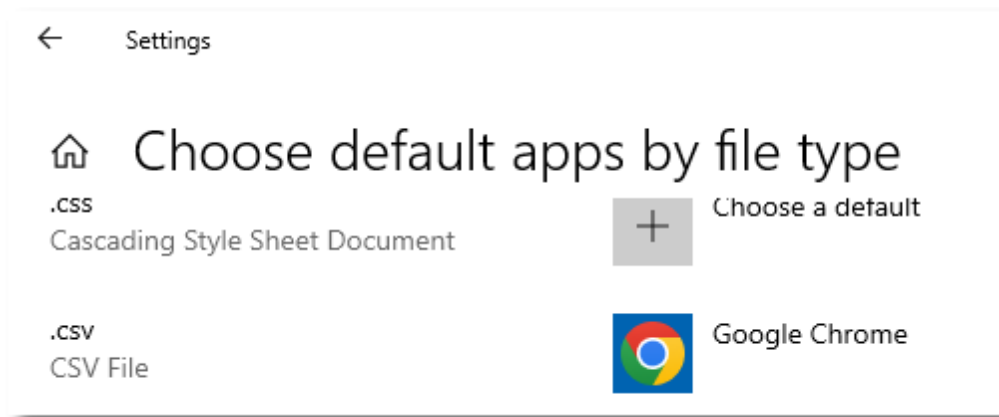 Settings
Choose default apps by file type
.css
Cascading Style Sheet Document
Choose a default
.csv
CSV File
Google Chrome